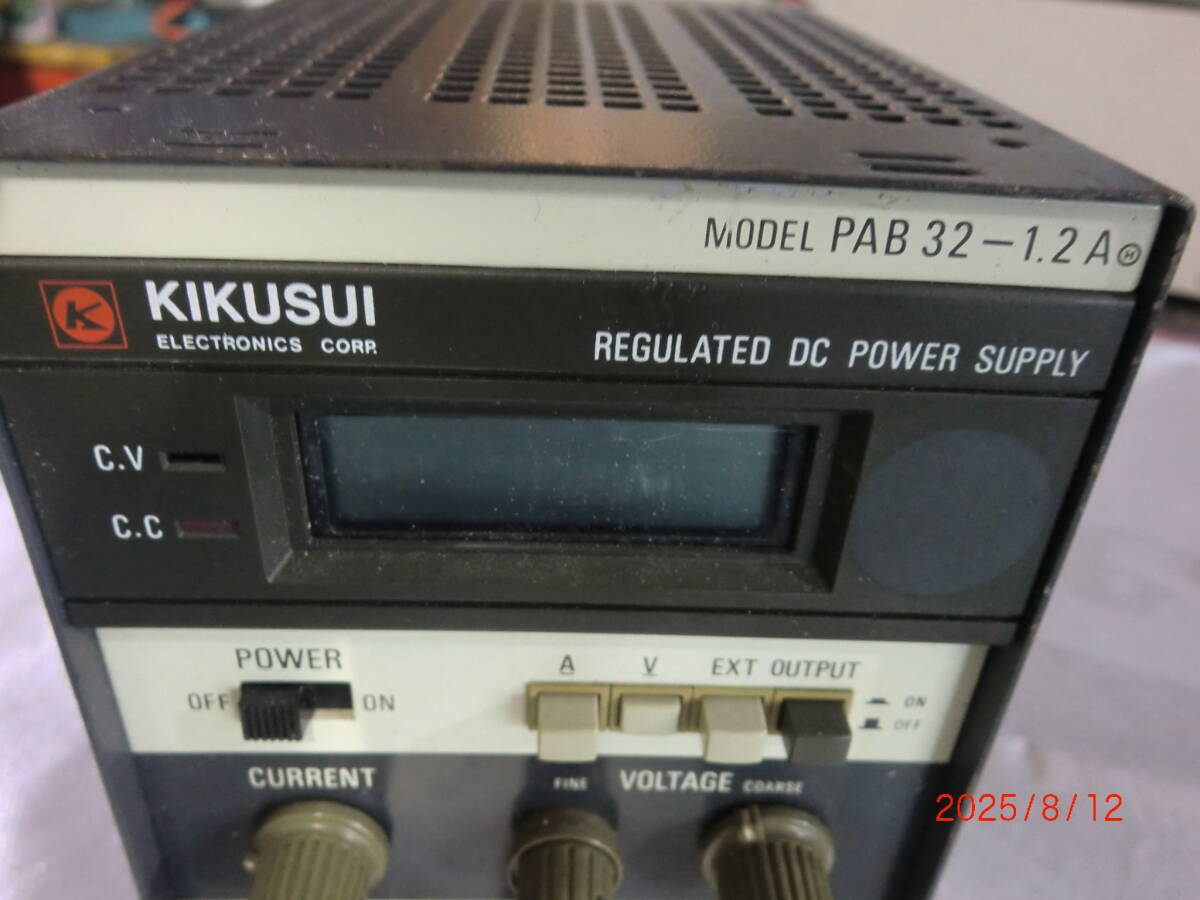 MODEL PAB 32-1.2A Ⓗ
K
KIKUSUI
ELECTRONICS CORP.
REGULATED DC POWER SUPPLY
C.V
C.C
POWER
OFF ON
A V EXT OUTPUT
ON
OFF
CURRENT
FINE VOLTAGE COARSE
2025/8/12